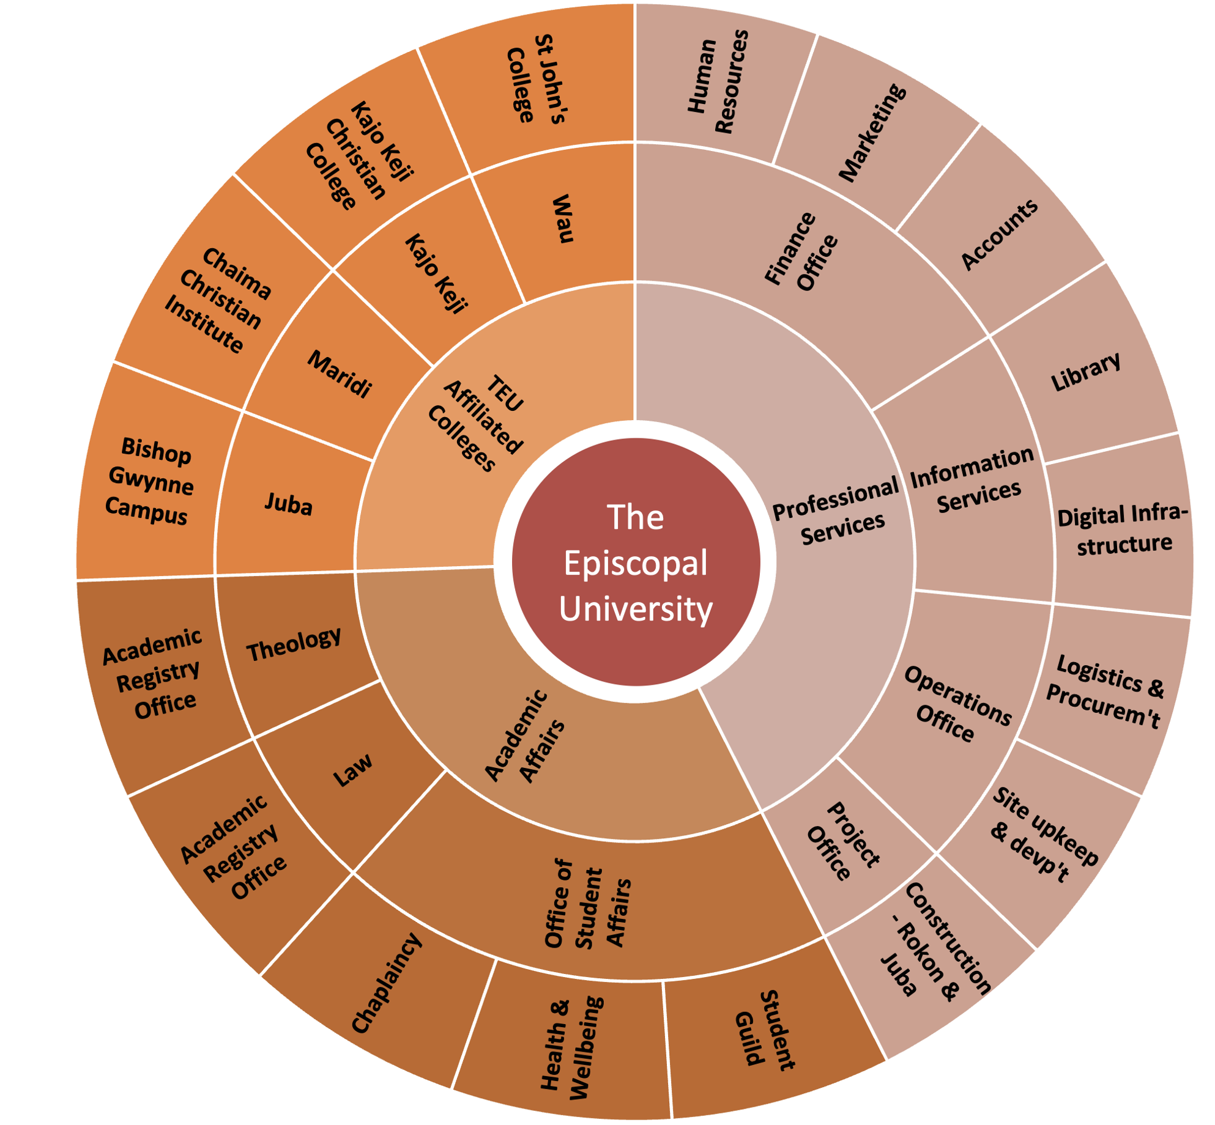 The
Episcopal
University
Professional
Services
Finance
Office
Human
Resources
Marketing
Accounts
Information
Services
Library
Digital Infra-
structure
Operations
Office
Logistics &
Procurem't
Site upkeep
& devp't
Project
Office
Construction
- Rokon &
Juba
Academic
Affairs
Office of
Student
Affairs
Student
Guild
Health &
Wellbeing
Chaplaincy
Law
Academic
Registry
Office
Theology
Academic
Registry
Office
TEU
Affiliated
Colleges
Juba
Bishop
Gwynne
Campus
Maridi
Chaima
Christian
Institute
Kajo Keji
Kajo Keji
Christian
College
Wau
St John's
College